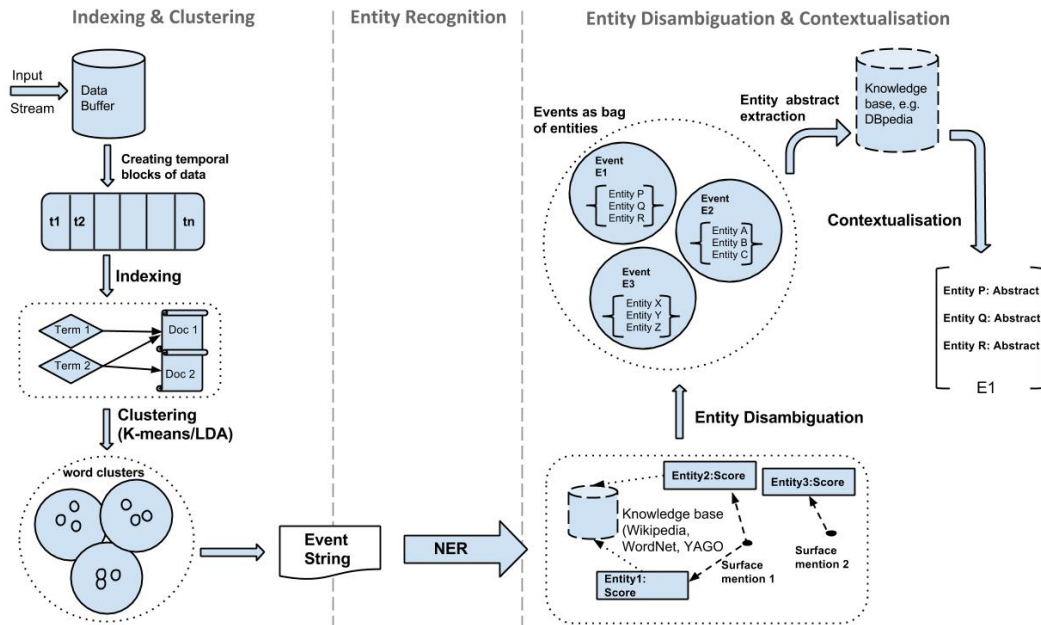 Indexing & Clustering
Entity Recognition
Entity Disambiguation & Contextualisation
Input
Stream
Data
Buffer
Creating temporal
blocks of data
t1 t2 tn
Indexing
Term 1
Term 2
Doc 1
Doc 2
Clustering
(K-means/LDA)
word clusters
Event
String
NER
Knowledge base
(Wikipedia,
WordNet, YAGO
Entity1:
Score
Entity2:Score
Entity3:Score
Surface
mention 1
Surface
mention 2
Entity Disambiguation
Events as bag
of entities
Event
E1
Entity P
Entity Q
Entity R
Event
E2
Entity A
Entity B
Entity C
Event
E3
Entity X
Entity Y
Entity Z
Entity abstract
extraction
Knowledge
base, e.g.
DBpedia
Contextualisation
Entity P: Abstract
Entity Q: Abstract
Entity R: Abstract
E1